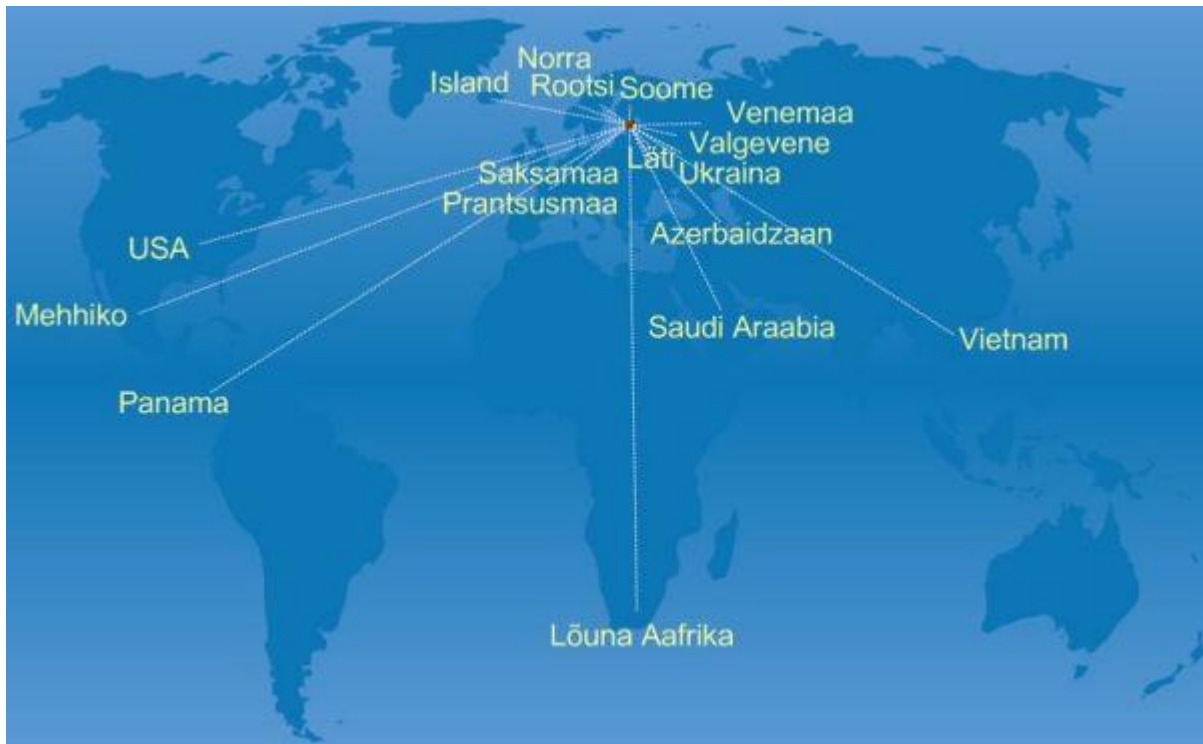 Norra
Island
Rootsi
Soome
Venemaa
Valgevene
Läti
Saksamaa
Ukraina
Prantsusmaa
USA
Azerbaidzaan
Mehhiko
Saudi Araabia
Vietnam
Panama
Lõuna Aafrika